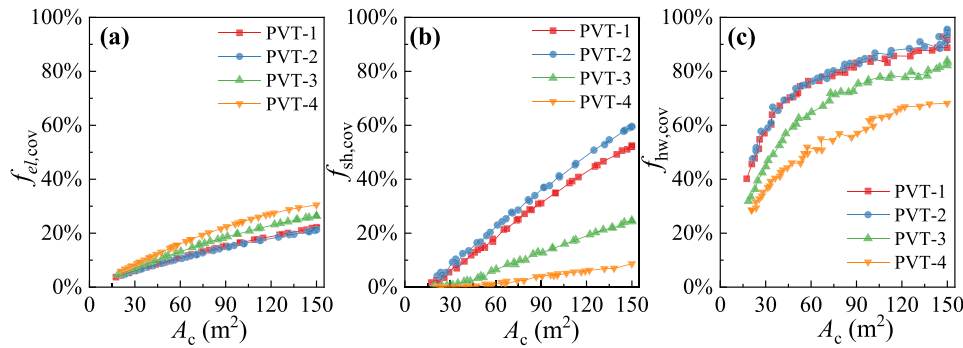 (a)
PVT-1
PVT-2
PVT-3
PVT-4
100%
80%
60%
40%
20%
0%
0 30 60 90 120 150
f_el,cov
A_c (m²)
(b)
PVT-1
PVT-2
PVT-3
PVT-4
100%
80%
60%
40%
20%
0%
0 30 60 90 120 150
f_sh,cov
A_c (m²)
(c)
100%
80%
60%
40%
20%
0%
PVT-1
PVT-2
PVT-3
PVT-4
0 30 60 90 120 150
f_hw,cov
A_c (m²)